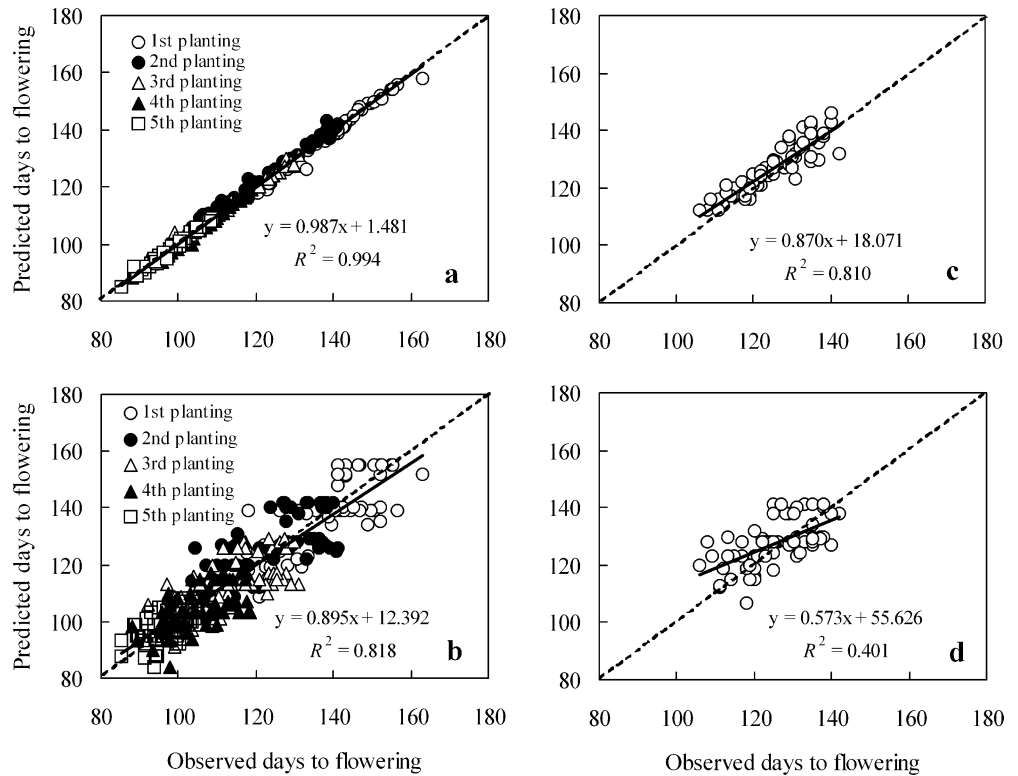 Predicted days to flowering
180
160
140
120
100
80
1st planting
2nd planting
3rd planting
4th planting
5th planting
y = 0.987x + 1.481
R² = 0.994
a
80 100 120 140 160 180
180
160
140
120
100
80
y = 0.870x + 18.071
R² = 0.810
c
80 100 120 140 160 180
Predicted days to flowering
180
160
140
120
100
80
1st planting
2nd planting
3rd planting
4th planting
5th planting
y = 0.895x + 12.392
R² = 0.818
b
80 100 120 140 160 180
Observed days to flowering
180
160
140
120
100
80
y = 0.573x + 55.626
R² = 0.401
d
80 100 120 140 160 180
Observed days to flowering